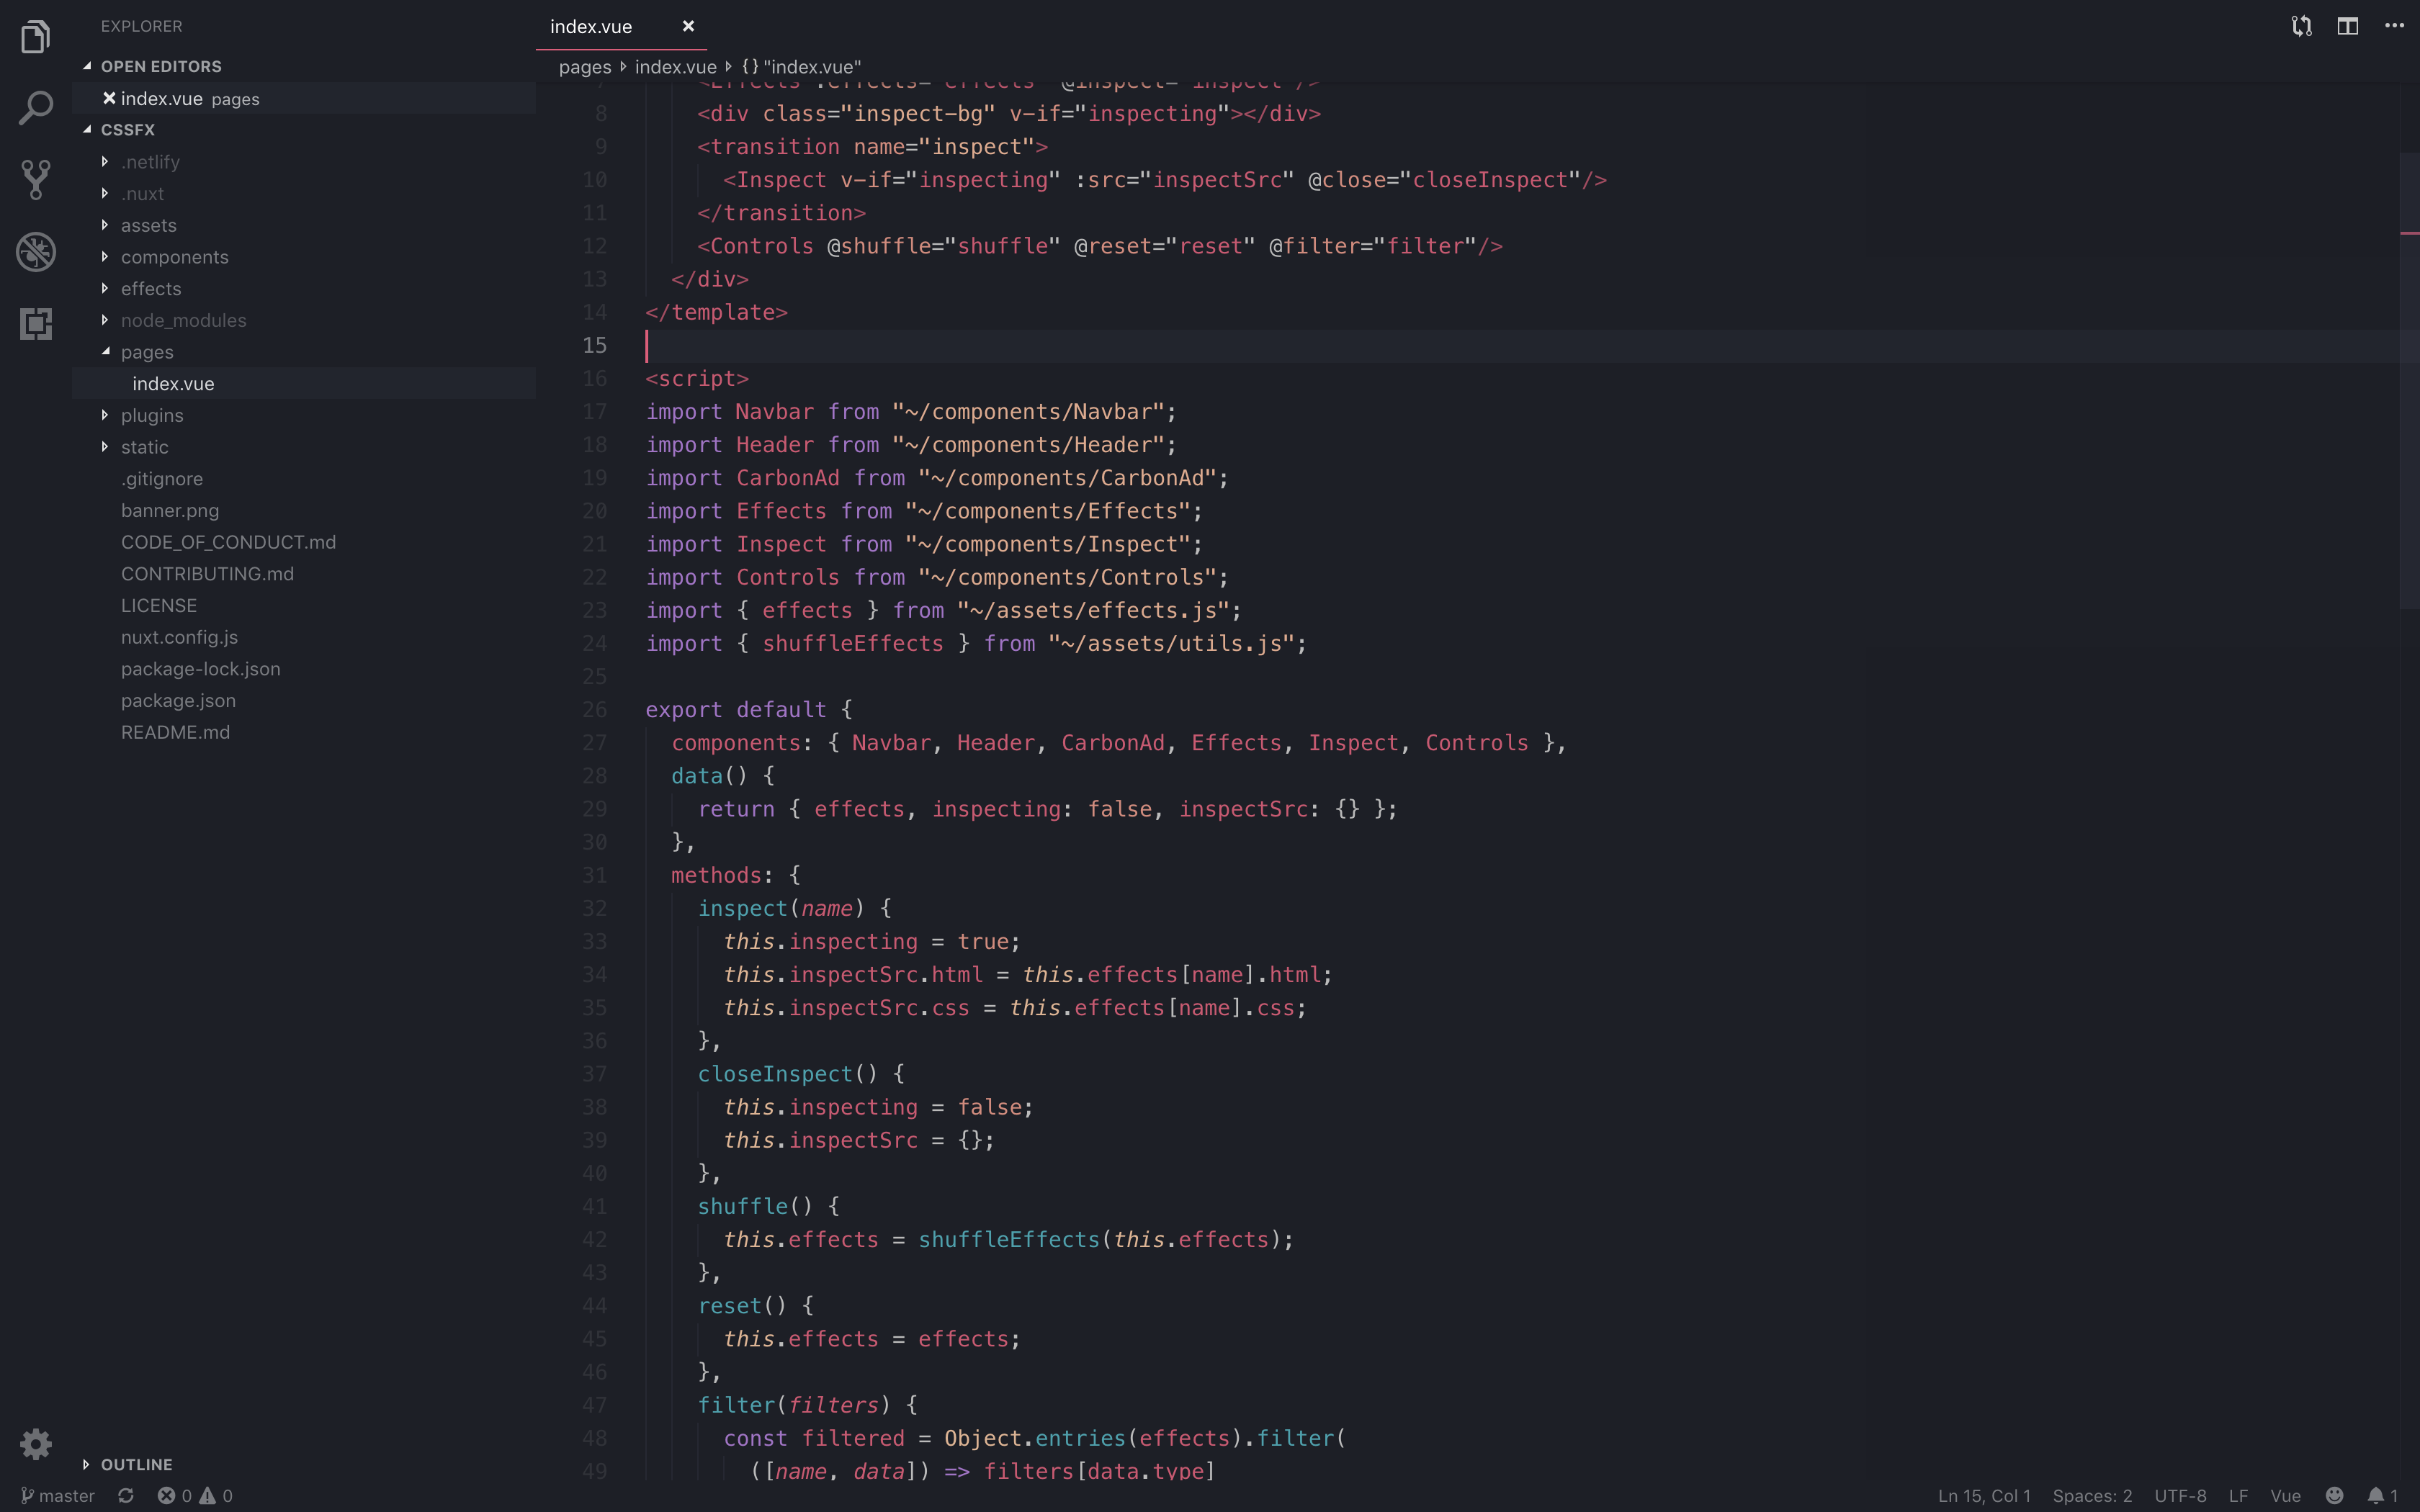 EXPLORER
OPEN EDITORS
index.vue pages
CSSFX
.netlify
.nuxt
assets
components
effects
node_modules
pages
index.vue
plugins
static
.gitignore
banner.png
CODE_OF_CONDUCT.md
CONTRIBUTING.md
LICENSE
nuxt.config.js
package-lock.json
package.json
README.md
OUTLINE
index.vue
pages index.vue {} "index.vue"
7 <Effects :effects="effects" @inspect="inspect"/>
8 <div class="inspect-bg" v-if="inspecting"></div>
9 <transition name="inspect">
10 <Inspect v-if="inspecting" :src="inspectSrc" @close="closeInspect"/>
11 </transition>
12 <Controls @shuffle="shuffle" @reset="reset" @filter="filter"/>
13 </div>
14 </template>
15
16 <script>
17 import Navbar from "~/components/Navbar";
18 import Header from "~/components/Header";
19 import CarbonAd from "~/components/CarbonAd";
20 import Effects from "~/components/Effects";
21 import Inspect from "~/components/Inspect";
22 import Controls from "~/components/Controls";
23 import { effects } from "~/assets/effects.js";
24 import { shuffleEffects } from "~/assets/utils.js";
25
26 export default {
27 components: { Navbar, Header, CarbonAd, Effects, Inspect, Controls },
28 data() {
29 return { effects, inspecting: false, inspectSrc: {} };
30 },
31 methods: {
32 inspect(name) {
33 this.inspecting = true;
34 this.inspectSrc.html = this.effects[name].html;
35 this.inspectSrc.css = this.effects[name].css;
36 },
37 closeInspect() {
38 this.inspecting = false;
39 this.inspectSrc = {};
40 },
41 shuffle() {
42 this.effects = shuffleEffects(this.effects);
43 },
44 reset() {
45 this.effects = effects;
46 },
47 filter(filters) {
48 const filtered = Object.entries(effects).filter(
49 ([name, data]) => filters[data.type]
master 0 0
Ln 15, Col 1 Spaces: 2 UTF-8 LF Vue 1